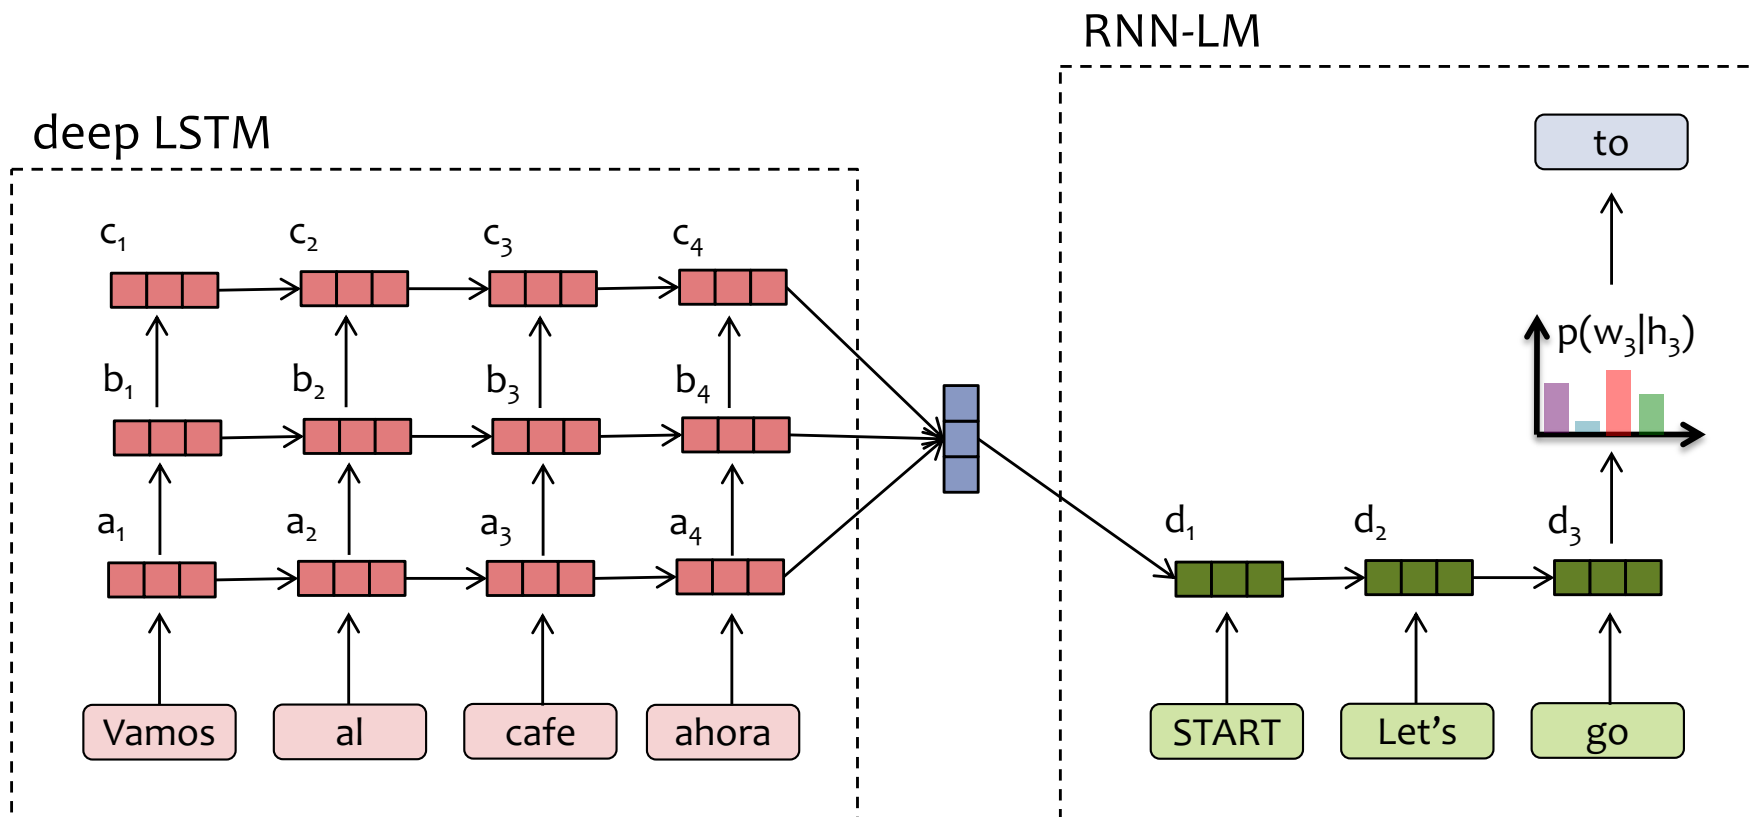 RNN-LM
deep LSTM
to
c₁ c₂ c₃ c₄
p(w₃|h₃)
b₁ b₂ b₃ b₄
a₁ a₂ a₃ a₄
d₁ d₂ d₃
Vamos al cafe ahora
START Let's go